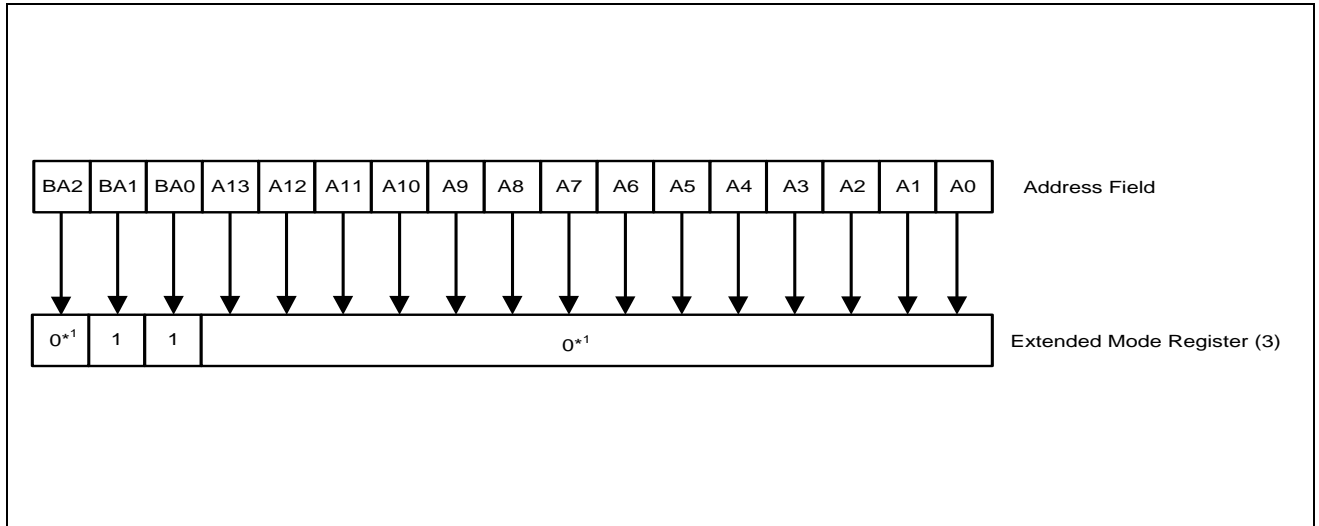 BA2 BA1 BA0 A13 A12 A11 A10 A9 A8 A7 A6 A5 A4 A3 A2 A1 A0 Address Field
0*1 1 1 0*1 Extended Mode Register (3)